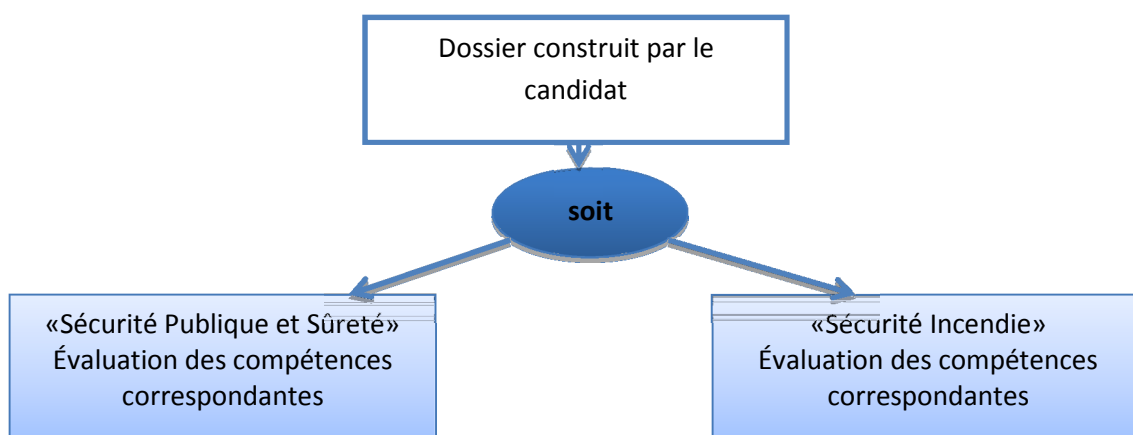 Dossier construit par le
candidat
soit
«Sécurité Publique et Sûreté»
Évaluation des compétences
correspondantes
«Sécurité Incendie»
Évaluation des compétences
correspondantes